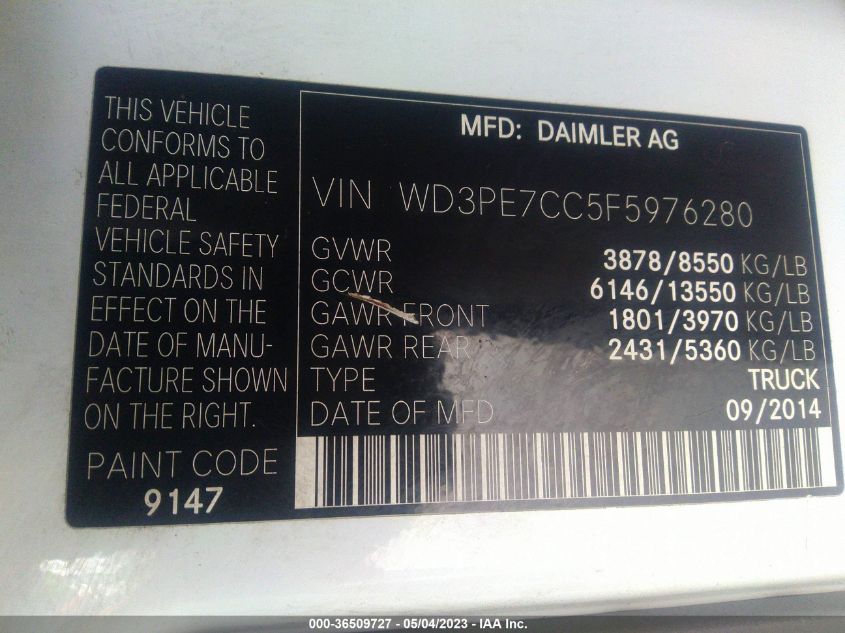 THIS VEHICLE
CONFORMS TO
ALL APPLICABLE
FEDERAL
VEHICLE SAFETY
STANDARDS IN
EFFECT ON THE
DATE OF MANU-
FACTURE SHOWN
ON THE RIGHT.
PAINT CODE
9147
MFD: DAIMLER AG
VIN WD3PE7CC5F5976280
GVWR 3878/8550 KG/LB
GCWR 6146/13550 KG/LB
GAWR FRONT 1801/3970 KG/LB
GAWR REAR 2431/5360 KG/LB
TYPE TRUCK
DATE OF MFD 09/2014
000-36509727 - 05/04/2023 - IAA Inc.